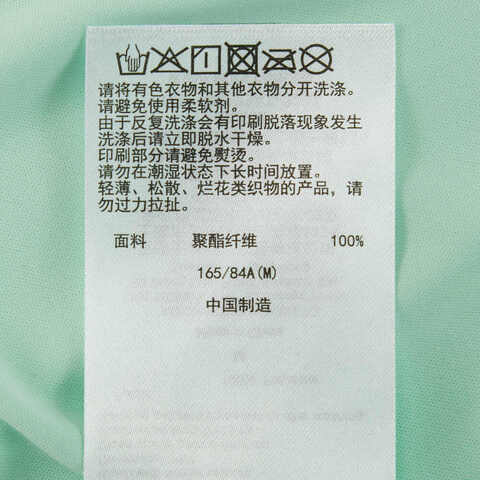 请将有色衣物和其他衣物分开洗涤。
请避免使用柔软剂。
由于反复洗涤会有印刷脱落现象发生
洗涤后请立即脱水干燥。
印刷部分请避免熨烫。
请勿在潮湿状态下长时间放置。
轻薄、松散、烂花类织物的产品，请
勿过力拉扯。
面料 聚酯纤维 100%
165/84A(M)
中国制造